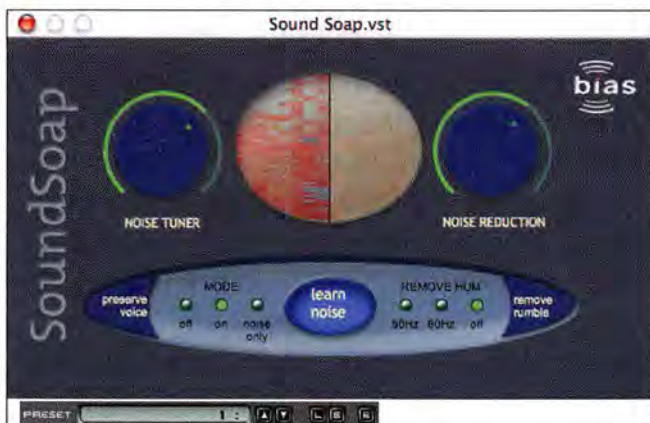 Sound Soap.vst
SoundSoap
bias
NOISE TUNER
NOISE REDUCTION
preserve voice
MODE
off on noise only
learn noise
REMOVE HUM
50Hz 60Hz off
remove rumble
PRESET 1 :